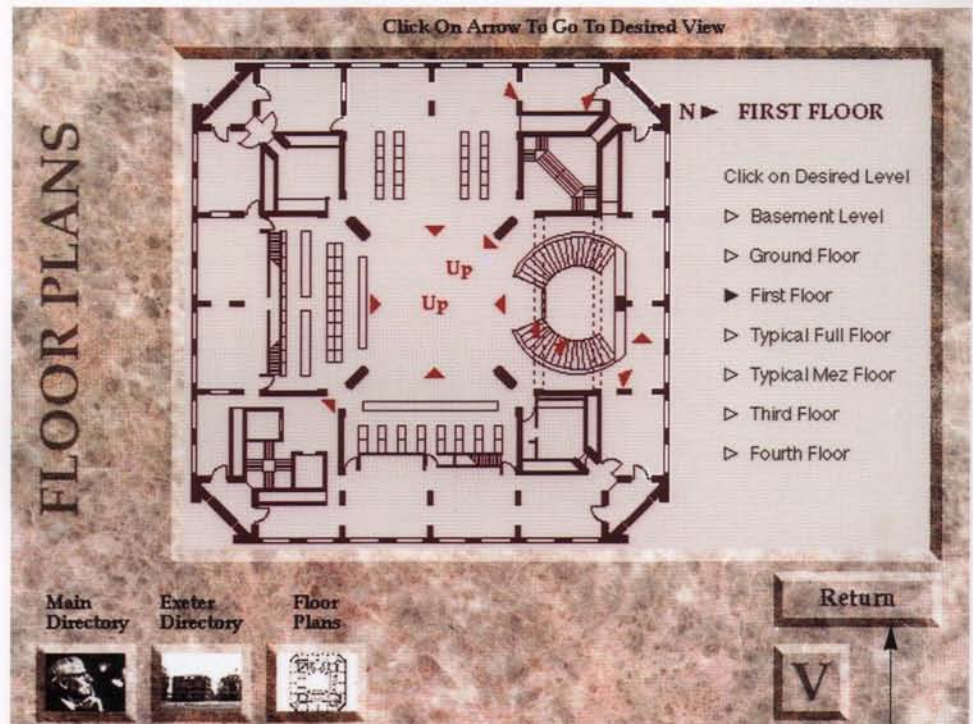 Click On Arrow To Go To Desired View
FLOOR PLANS
N FIRST FLOOR
Click on Desired Level
Basement Level
Ground Floor
First Floor
Typical Full Floor
Typical Mez Floor
Third Floor
Fourth Floor
Up
Up
Main
Directory
Exeter
Directory
Floor
Plans
Return
V